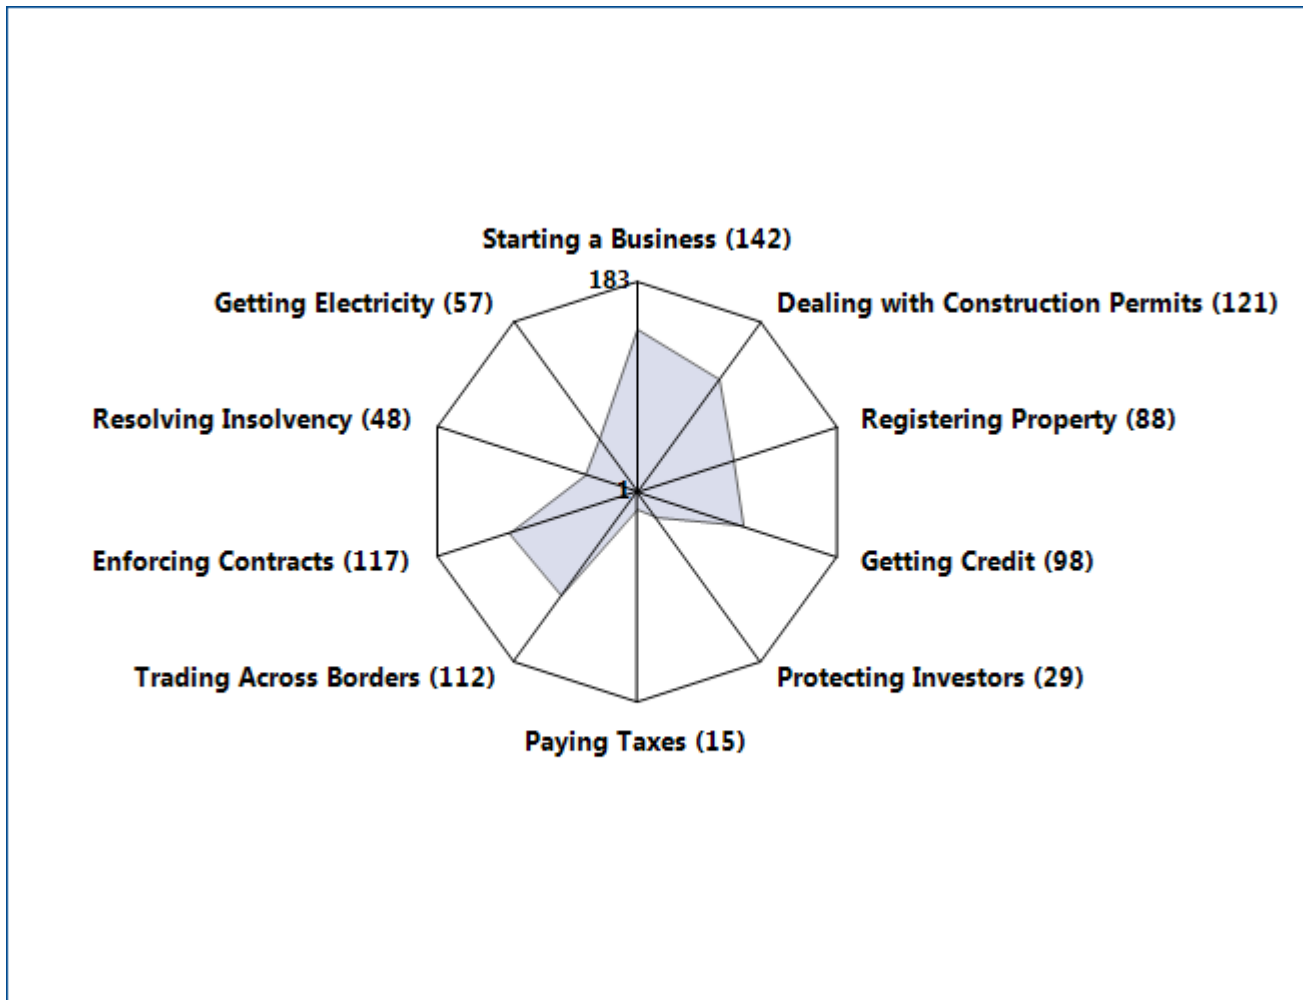 Starting a Business (142)
183
Getting Electricity (57)
Dealing with Construction Permits (121)
Resolving Insolvency (48)
Registering Property (88)
1
Enforcing Contracts (117)
Getting Credit (98)
Trading Across Borders (112)
Protecting Investors (29)
Paying Taxes (15)